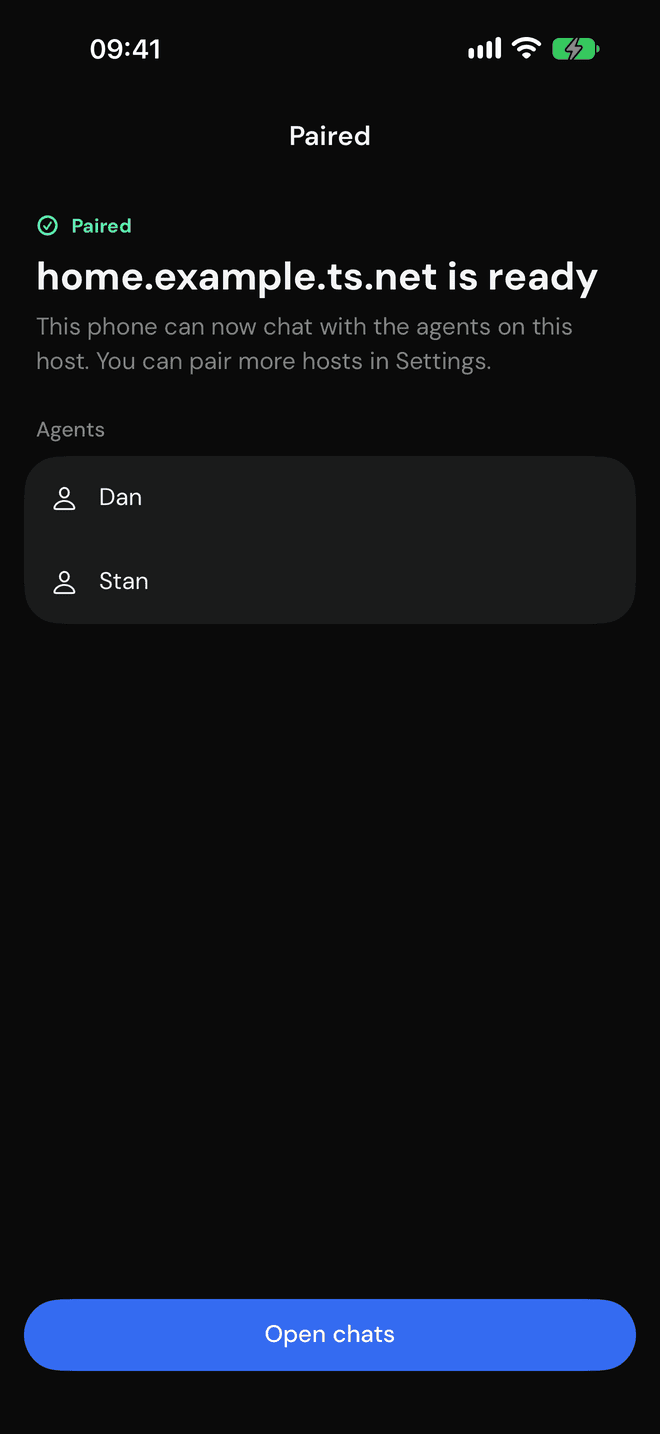 09:41
Paired
Paired
home.example.ts.net is ready
This phone can now chat with the agents on this
host. You can pair more hosts in Settings.
Agents
Dan
Stan
Open chats